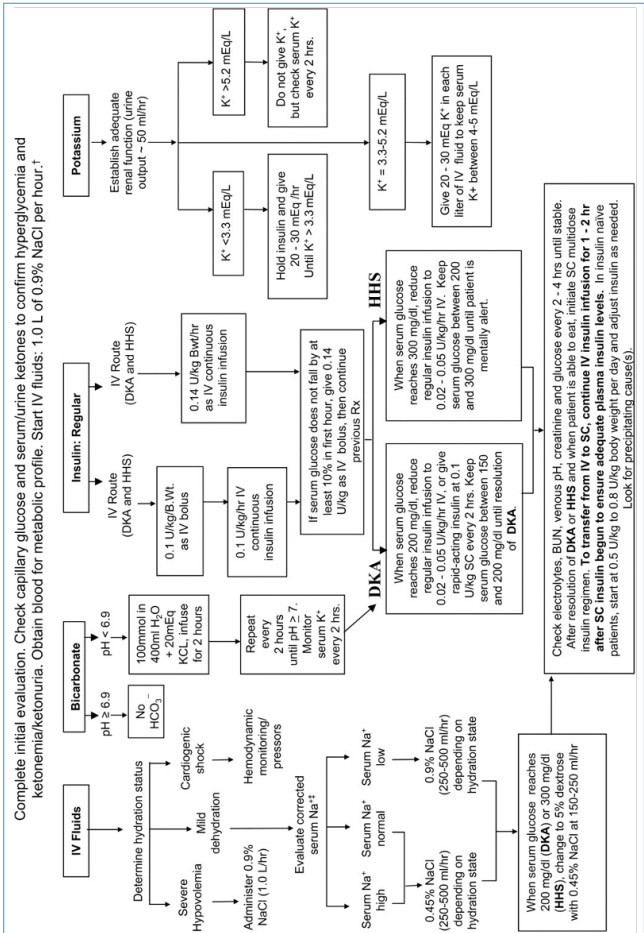 Complete initial evaluation. Check capillary glucose and serum/urine ketones to confirm hyperglycemia and
ketonemia/ketonuria. Obtain blood for metabolic profile. Start IV fluids: 1.0 L of 0.9% NaCl per hour.†
IV Fluids
Determine hydration status
Severe
Hypovolemia
Mild
dehydration
Cardiogenic
shock
Administer 0.9%
NaCl (1.0 L/hr)
Hemodynamic
monitoring/
pressors
Evaluate corrected
serum Na⁺‡
Serum Na⁺
high
Serum Na⁺
normal
Serum Na⁺
low
0.45% NaCl
(250-500 ml/hr)
depending on
hydration state
0.9% NaCl
(250-500 ml/hr)
depending on
hydration state
When serum glucose reaches
200 mg/dl (DKA) or 300 mg/dl
(HHS), change to 5% dextrose
with 0.45% NaCl at 150-250 ml/hr
Bicarbonate
pH ≥ 6.9
pH < 6.9
No
HCO₃⁻
100mmol in
400ml H₂O
+ 20mEq
KCL, infuse
for 2 hours
Repeat
every
2 hours
until pH ≥ 7.
Monitor
serum K⁺
every 2 hrs.
Insulin: Regular
IV Route
(DKA and HHS)
IV Route
(DKA and HHS)
0.1 U/kg/B.Wt.
as IV bolus
0.14 U/kg Bwt/hr
as IV continuous
insulin infusion
0.1 U/kg/hr IV
continuous
insulin infusion
If serum glucose does not fall by at
least 10% in first hour, give 0.14
U/kg as IV bolus, then continue
previous Rx
DKA
HHS
When serum glucose
reaches 200 mg/dl, reduce
regular insulin infusion to
0.02 - 0.05 U/kg/hr IV, or give
rapid-acting insulin at 0.1
U/kg SC every 2 hrs. Keep
serum glucose between 150
and 200 mg/dl until resolution
of DKA.
When serum glucose
reaches 300 mg/dl, reduce
regular insulin infusion to
0.02 - 0.05 U/kg/hr IV. Keep
serum glucose between 200
and 300 mg/dl until patient is
mentally alert.
Potassium
Establish adequate
renal function (urine
output ~ 50 ml/hr)
K⁺ <3.3 mEq/L
K⁺ >5.2 mEq/L
Hold insulin and give
20 - 30 mEq /hr
Until K⁺ > 3.3 mEq/L
Do not give K⁺,
but check serum K⁺
every 2 hrs.
K⁺ = 3.3-5.2 mEq/L
Give 20 - 30 mEq K⁺ in each
liter of IV fluid to keep serum
K+ between 4-5 mEq/L
Check electrolytes, BUN, venous pH, creatinine and glucose every 2 - 4 hrs until stable.
After resolution of DKA or HHS and when patient is able to eat, initiate SC multidose
insulin regimen. To transfer from IV to SC, continue IV insulin infusion for 1 - 2 hr
after SC insulin begun to ensure adequate plasma insulin levels. In insulin naïve
patients, start at 0.5 U/kg to 0.8 U/kg body weight per day and adjust insulin as needed.
Look for precipitating cause(s).